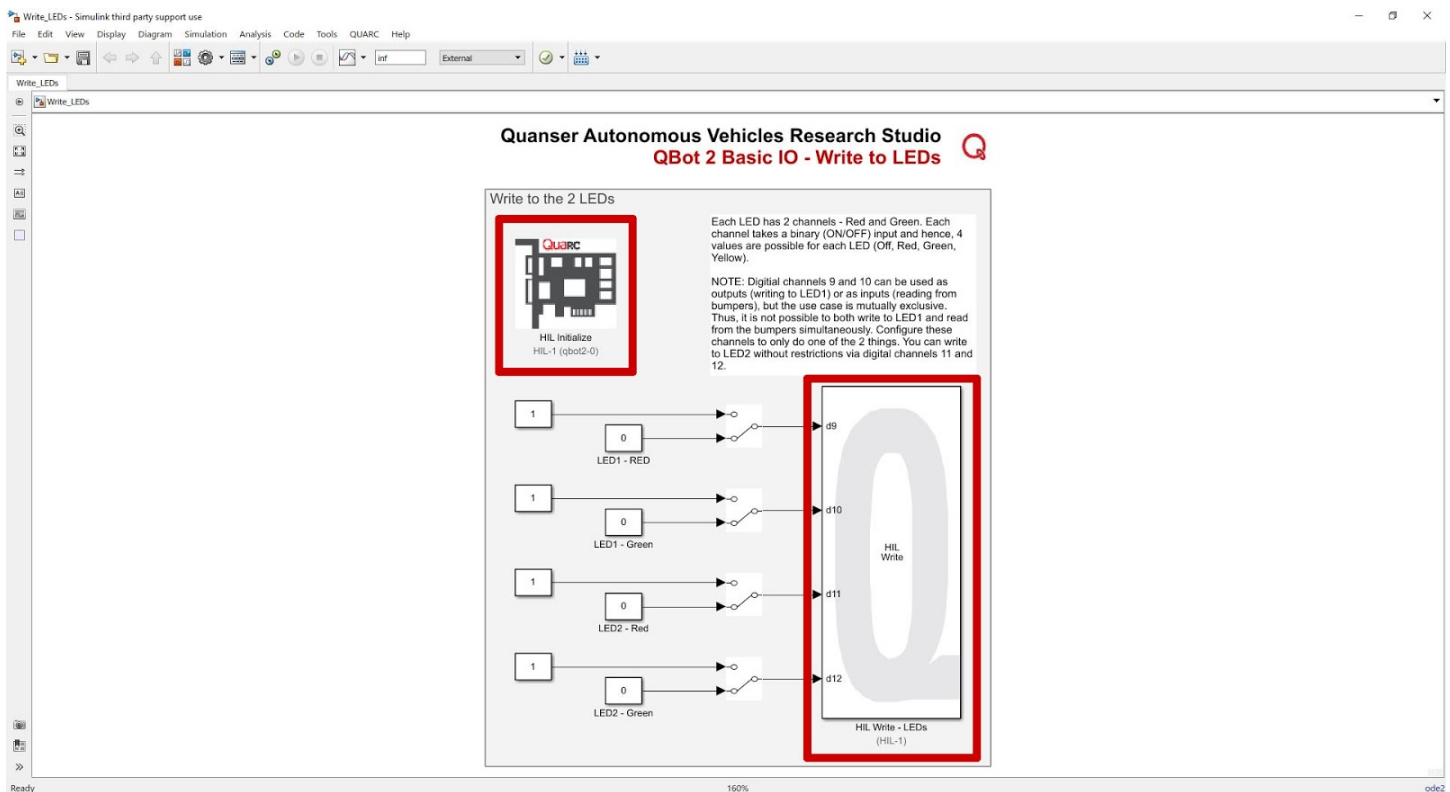 Write_LEDs - Simulink third party support use
File Edit View Display Diagram Simulation Analysis Code Tools QUARC Help
inf
External
Write_LEDs
Write_LEDs
Quanser Autonomous Vehicles Research Studio
QBot 2 Basic IO - Write to LEDs
Write to the 2 LEDs
QUARC
HIL Initialize
HIL-1 (qbot2-0)
Each LED has 2 channels - Red and Green. Each
channel takes a binary (ON/OFF) input and hence, 4
values are possible for each LED (Off, Red, Green,
Yellow).
NOTE: Digitial channels 9 and 10 can be used as
outputs (writing to LED1) or as inputs (reading from
bumpers), but the use case is mutually exclusive.
Thus, it is not possible to both write to LED1 and read
from the bumpers simultaneously. Configure these
channels to only do one of the 2 things. You can write
to LED2 without restrictions via digital channels 11 and
12.
1
0
LED1 - RED
d9
1
0
LED1 - Green
d10
1
0
LED2 - Red
d11
1
0
LED2 - Green
d12
HIL
Write
HIL Write - LEDs
(HIL-1)
Ready
160%
ode2